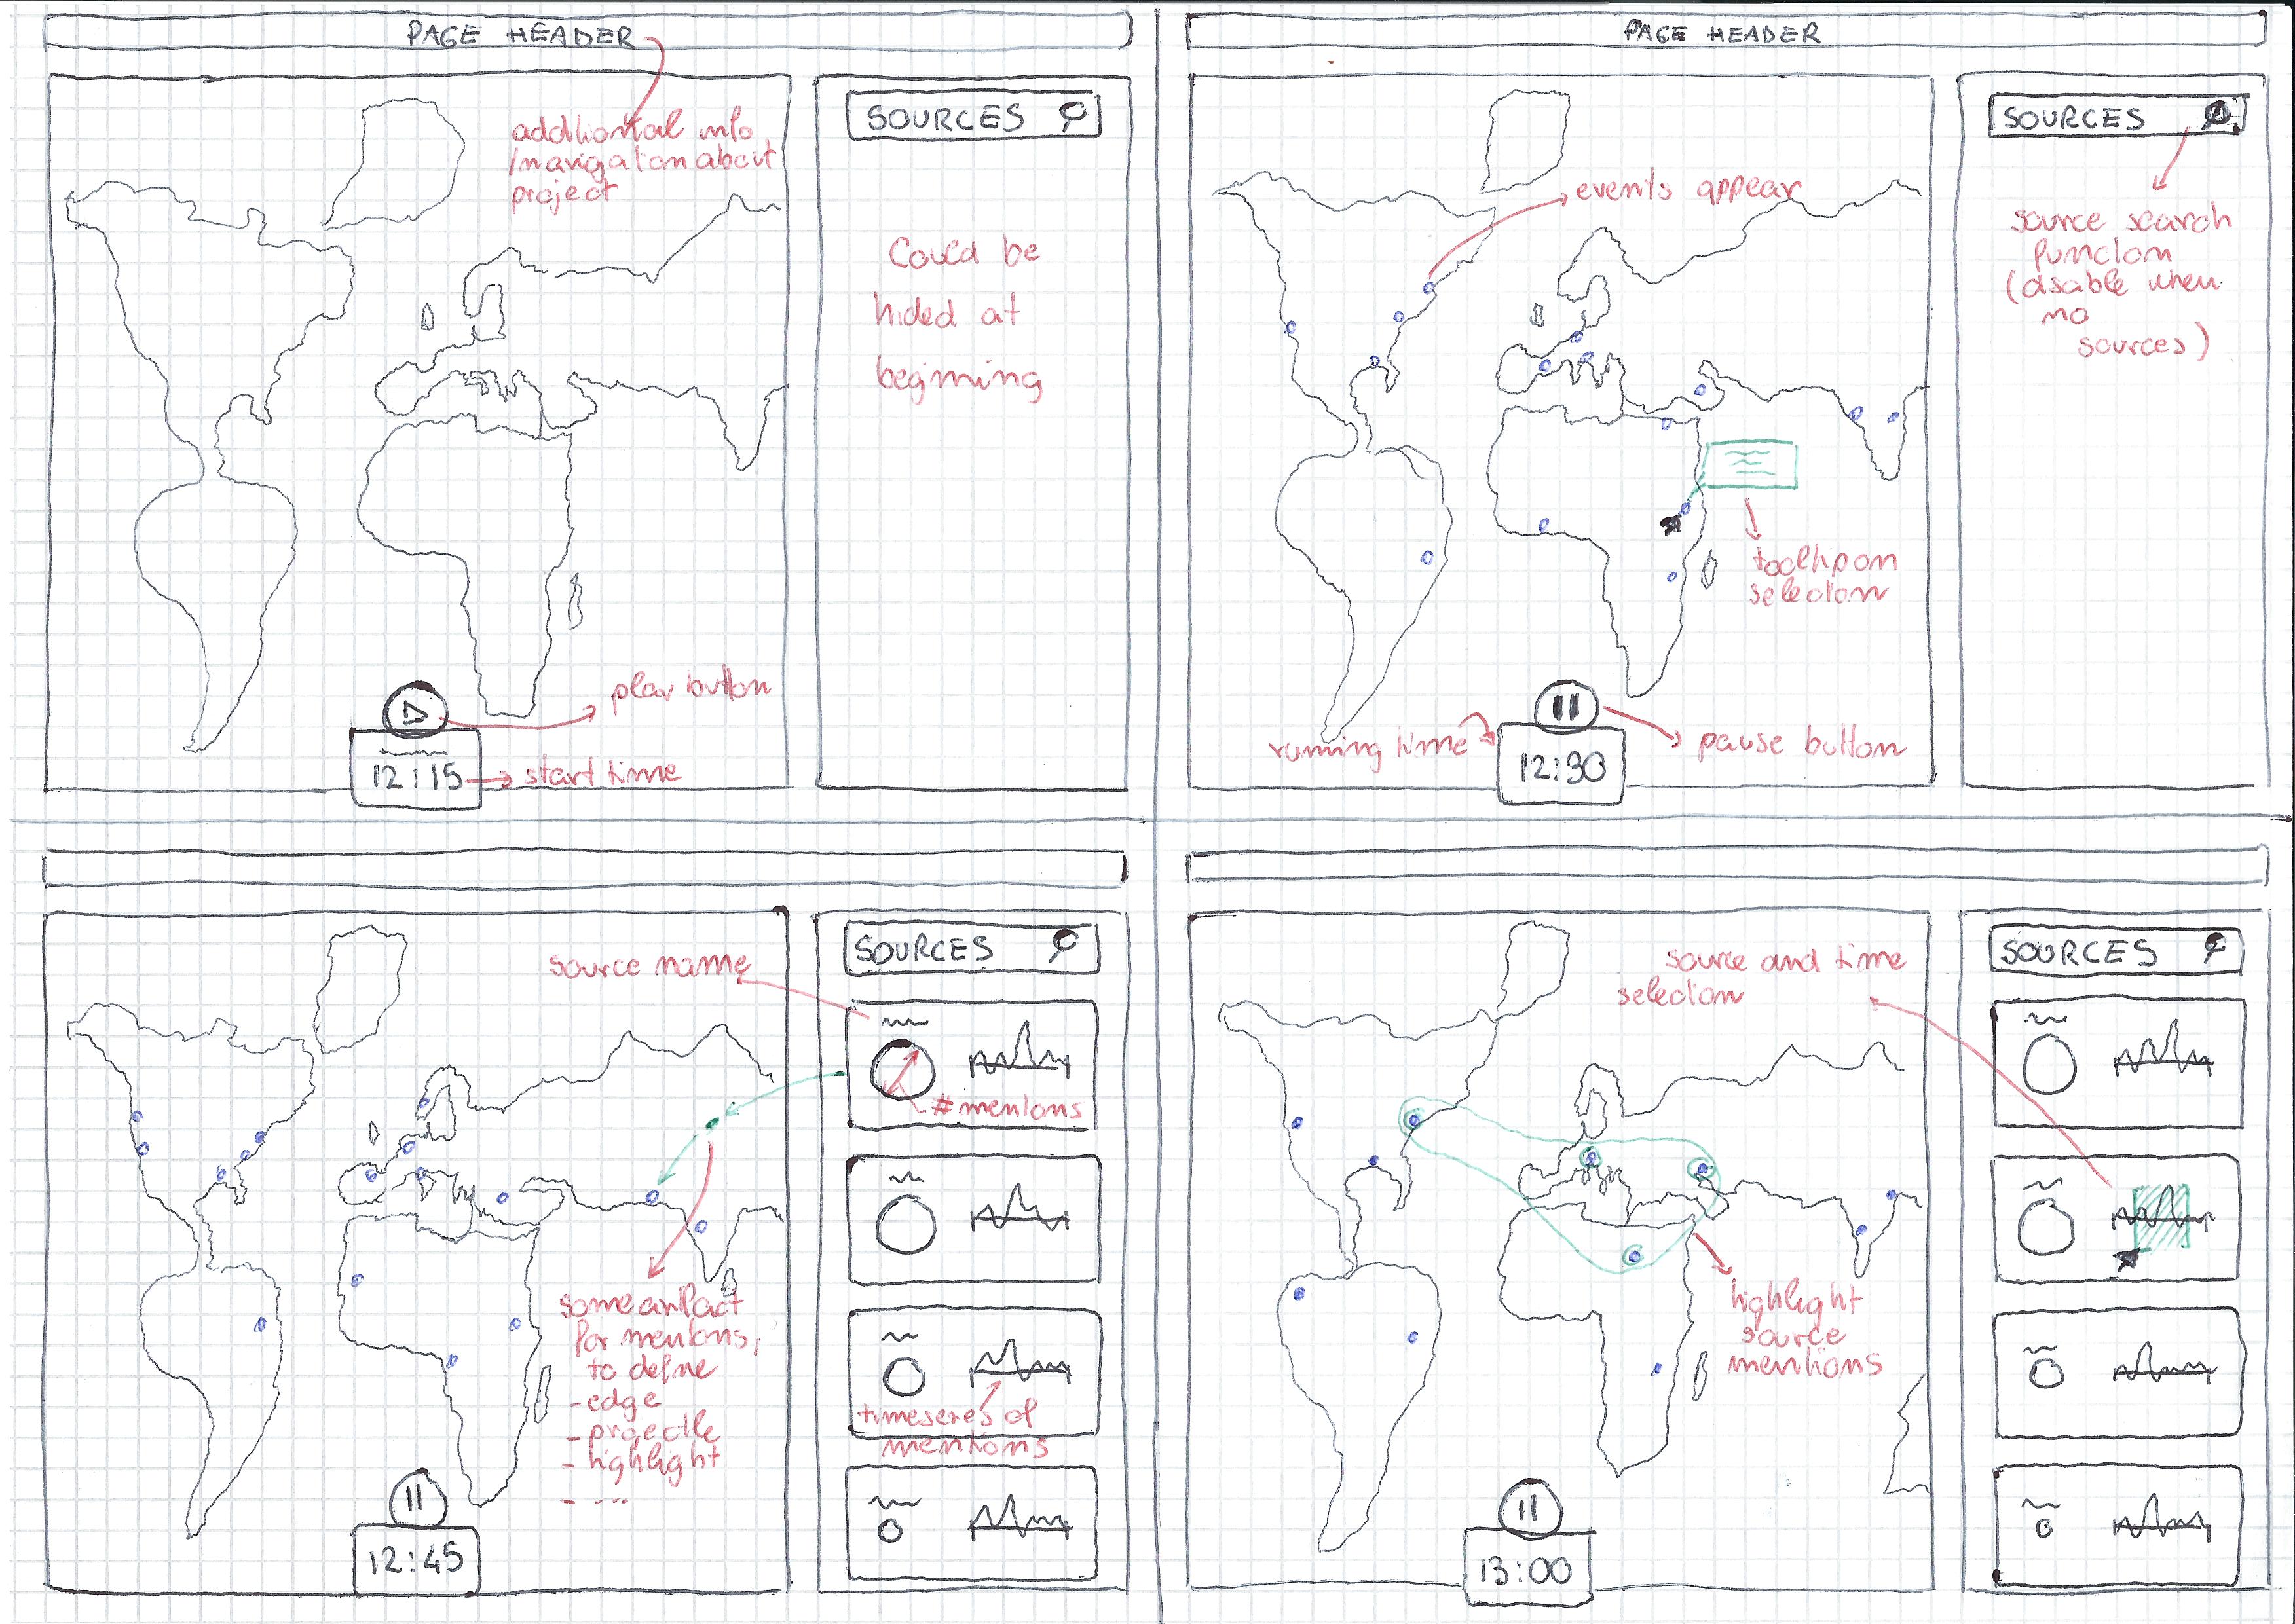 PAGE HEADER
additional info
/navigation about
project
SOURCES
Could be
hided at
beginning
play button
12:15
start time
PAGE HEADER
SOURCES
events appear
source search
function
(disable when
no
sources)
tooltip on
selection
running time
pause button
12:30
SOURCES
source name
#mentions
some artifact
for mentions,
to define
- edge
- projectile
- highlight
- ...
timeseries of
mentions
12:45
SOURCES
source and time
selection
highlight
source
mentions
13:00